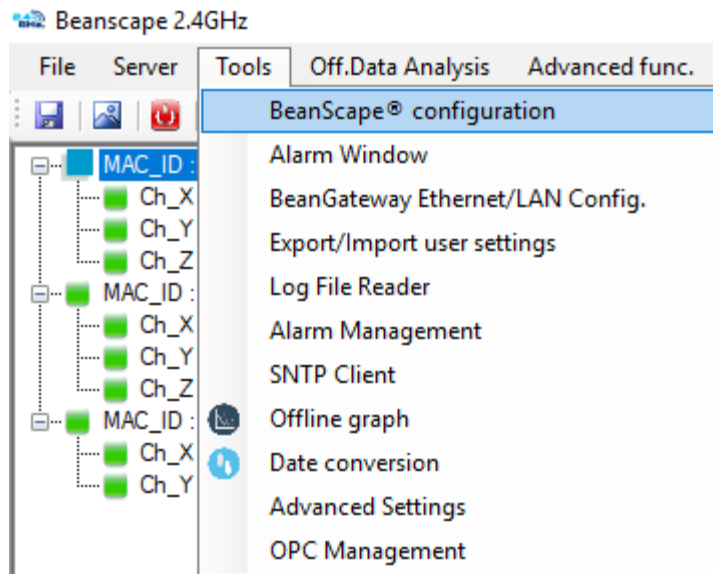 Beanscape 2.4GHz
File Server Tools Off.Data Analysis Advanced func.
BeanScape® configuration
MAC_ID :
Alarm Window
Ch_X
BeanGateway Ethernet/LAN Config.
Ch_Y
Export/Import user settings
Ch_Z
Log File Reader
MAC_ID :
Ch_X
Alarm Management
Ch_Y
SNTP Client
Ch_Z
MAC_ID :
Offline graph
Ch_X
Date conversion
Ch_Y
Advanced Settings
OPC Management